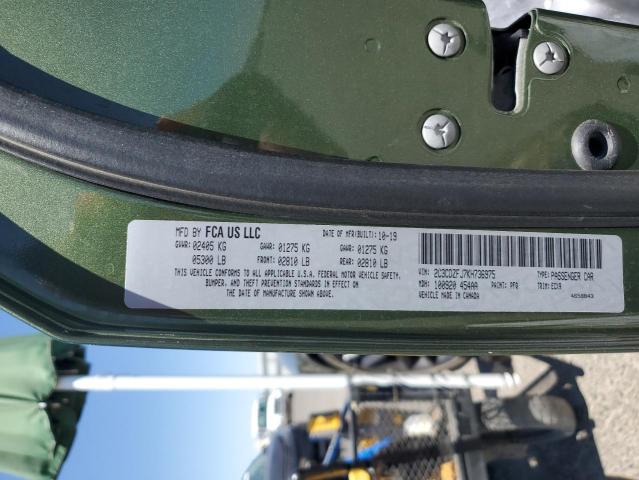 MFD BY FCA US LLC
DATE OF MFR(BUILT): 10-19
GVWR: 02405 KG GAWR: 01275 KG GAWR: 01275 KG
05300 LB FRONT: 02810 LB REAR: 02810 LB
THIS VEHICLE CONFORMS TO ALL APPLICABLE U.S.A. FEDERAL MOTOR VEHICLE SAFETY,
BUMPER, AND THEFT PREVENTION STANDARDS IN EFFECT ON
THE DATE OF MANUFACTURE SHOWN ABOVE.
VIN: 2C3CDZFJ7KH736975 TYPE: PASSENGER CAR
MDH: 100920 454AA PAINT: PFQ TRIM: ECX9
VEHICLE MADE IN CANADA 4658843